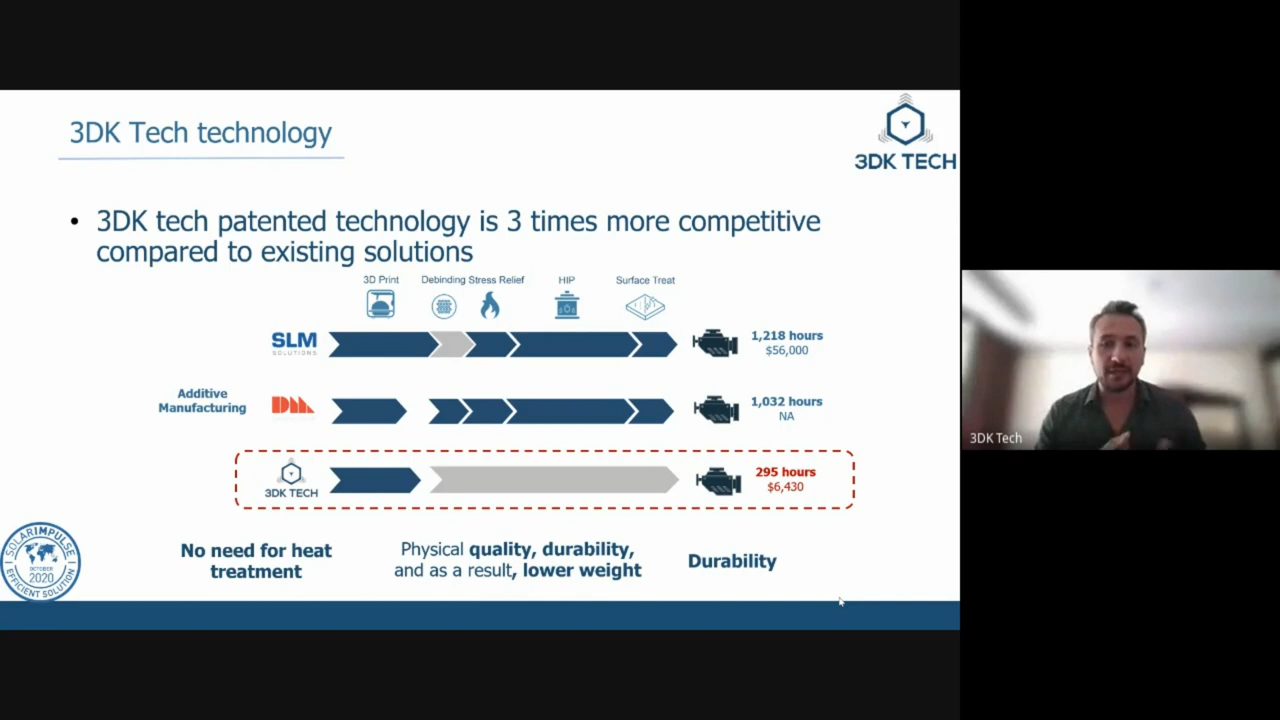 3DK Tech technology
3DK TECH
• 3DK tech patented technology is 3 times more competitive
compared to existing solutions
3D Print
Debinding Stress Relief
HIP
Surface Treat
SLM
SOLUTIONS
1,218 hours
$56,000
Additive
Manufacturing
DM
1,032 hours
NA
3DK TECH
295 hours
$6,430
No need for heat
treatment
Physical quality, durability,
and as a result, lower weight
Durability
SOLARIMPULSE
OCTOBER
2020
EFFICIENT SOLUTION
3DK Tech